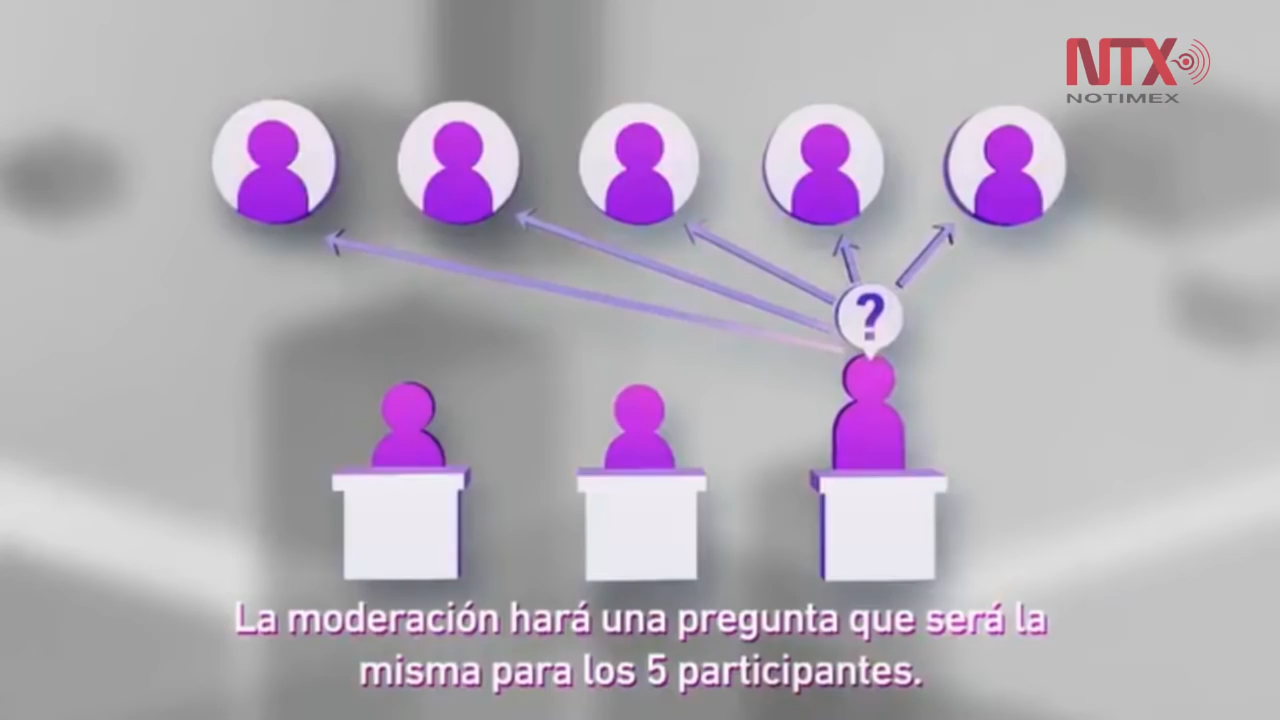 NTX
NOTIMEX
?
La moderación hará una pregunta que será la
misma para los 5 participantes.